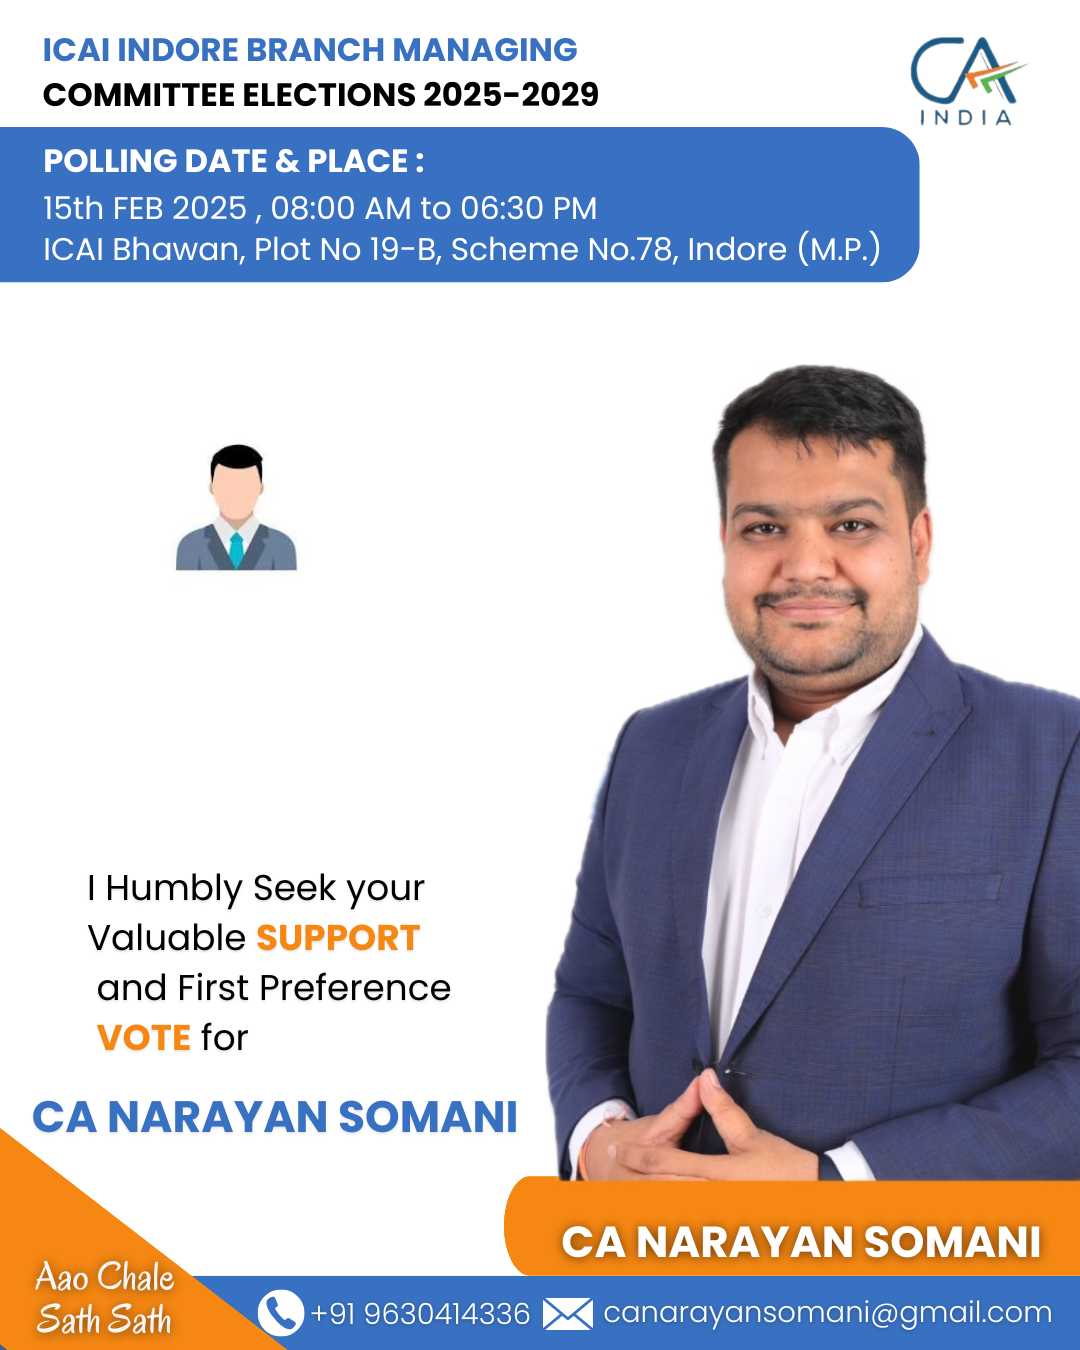 ICAI INDORE BRANCH MANAGING
COMMITTEE ELECTIONS 2025-2029
CA
INDIA
POLLING DATE & PLACE :
15th FEB 2025 , 08:00 AM to 06:30 PM
ICAI Bhawan, Plot No 19-B, Scheme No.78, Indore (M.P.)
I Humbly Seek your
Valuable SUPPORT
and First Preference
VOTE for
CA NARAYAN SOMANI
CA NARAYAN SOMANI
Aao Chale
Sath Sath
+91 9630414336 canarayansomani@gmail.com